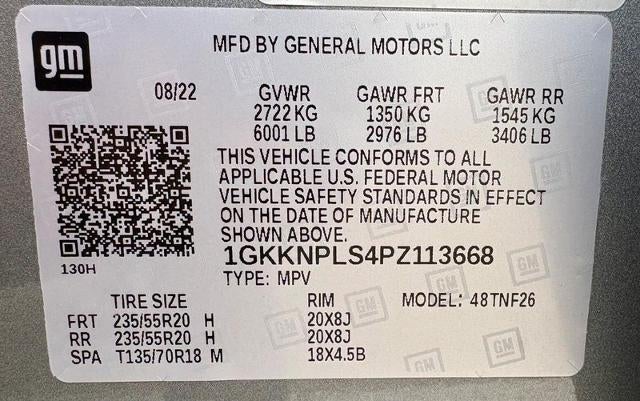 gm
MFD BY GENERAL MOTORS LLC
08/22 GVWR GAWR FRT GAWR RR
2722 KG 1350 KG 1545 KG
6001 LB 2976 LB 3406 LB
THIS VEHICLE CONFORMS TO ALL
APPLICABLE U.S. FEDERAL MOTOR
VEHICLE SAFETY STANDARDS IN EFFECT
ON THE DATE OF MANUFACTURE
SHOWN ABOVE.
1GKKNPLS4PZ113668
130H
TYPE: MPV
TIRE SIZE RIM MODEL: 48TNF26
FRT 235/55R20 H 20X8J
RR 235/55R20 H 20X8J
SPA T135/70R18 M 18X4.5B